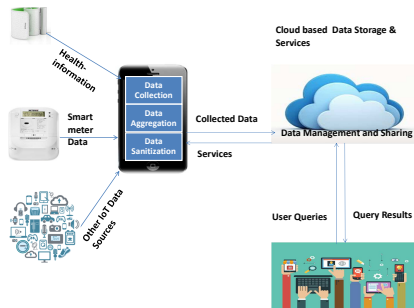 Cloud based Data Storage &
Services
Health-
information
Data
Collection
Data
Aggregation
Data
Sanitization
Smart
meter
Data
Collected Data
Services
Data Management and Sharing
Other IoT Data
Sources
User Queries
Query Results